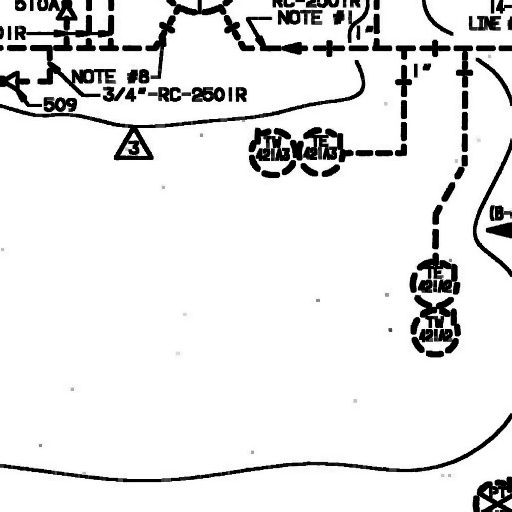 510A
RC-2501R
NOTE #1
14-
LINE #
01R
1"
NOTE #8
1"
3/4"-RC-2501R
509
3
TW
421A3
TE
421A3
(B-
TE
421A2
TW
421A2
PT